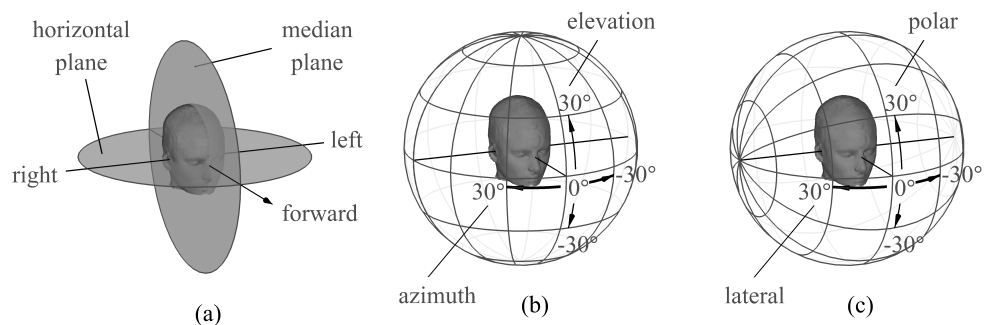 horizontal
plane
median
plane
right
left
forward
(a)
elevation
30°
30°
0°
-30°
-30°
azimuth
(b)
polar
30°
30°
0°
-30°
-30°
lateral
(c)